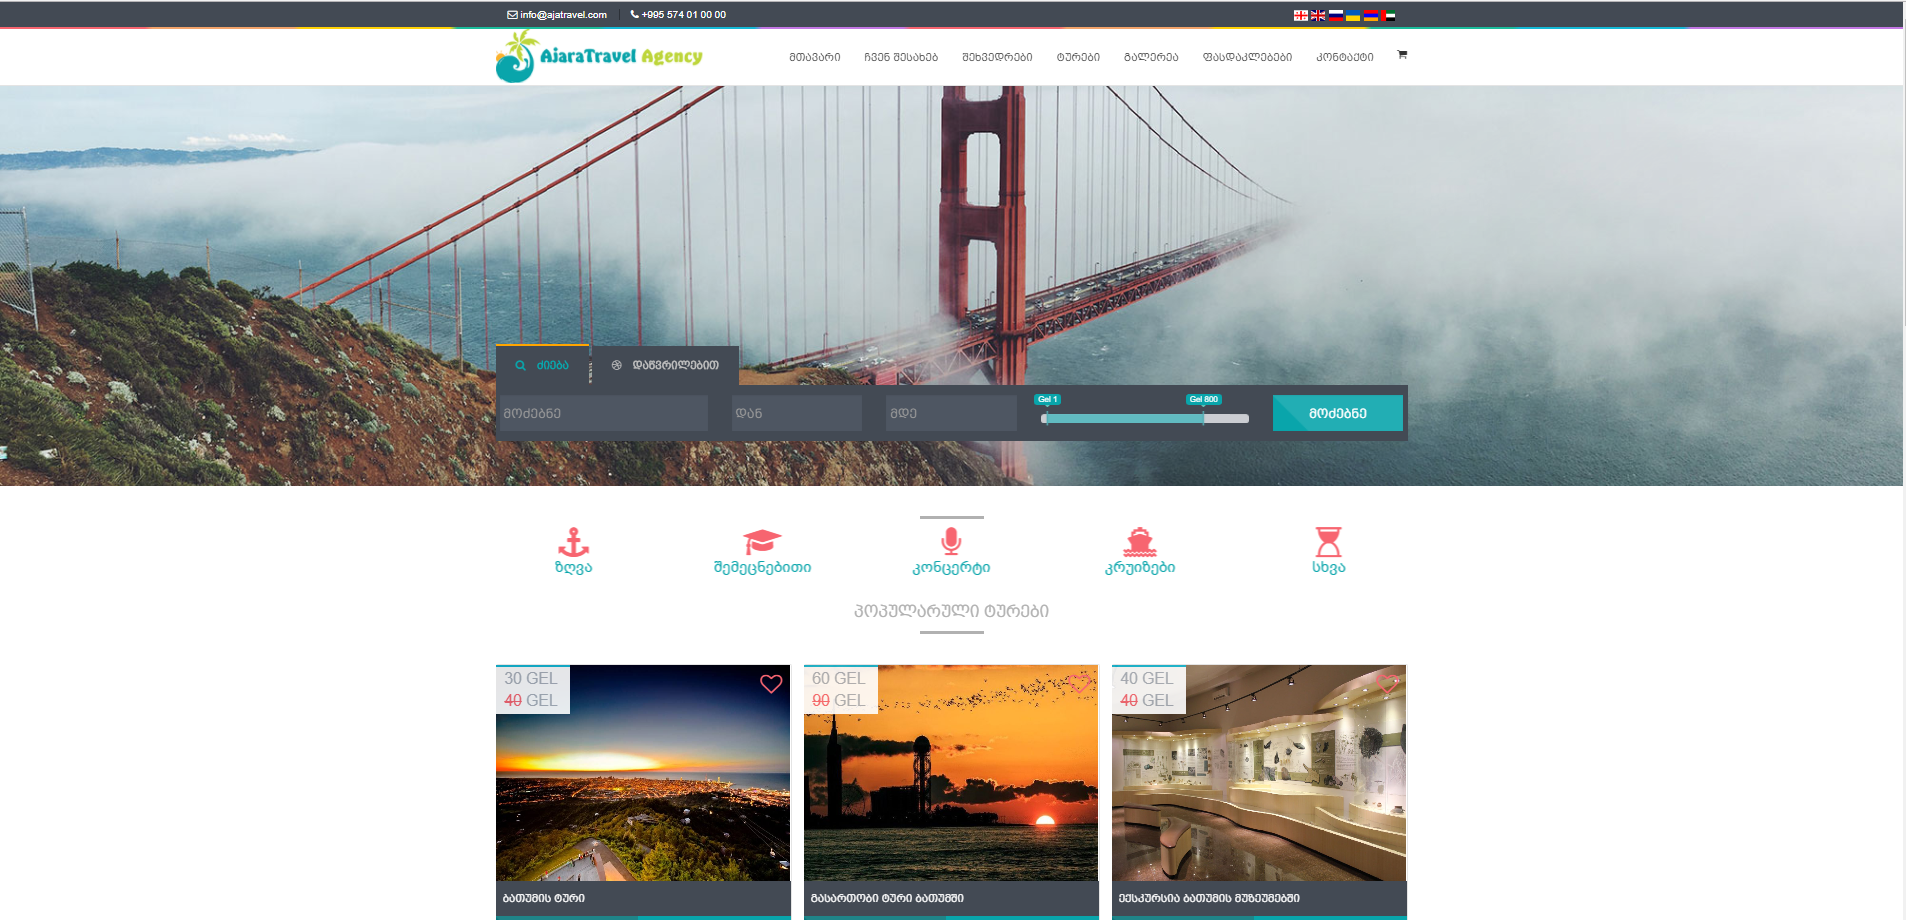 info@ajatravel.com +995 574 01 00 00
AjaraTravel Agency
მთავარი ჩვენ შესახებ შეხვედრები ტურები გალერეა ფასდაკლებები კონტაქტი
ძიება დაწვრილებით
Gel 1 Gel 800
მოძებნე დან მდე მოძებნე
ზღვა შემეცნებითი კონცერტი კრუიზები სხვა
პოპულარული ტურები
30 GEL 60 GEL 40 GEL
40 GEL 90 GEL 40 GEL
ბათუმის ტური გასართობი ტური ბათუმში ექსკურსია ბათუმის მუზეუმებში